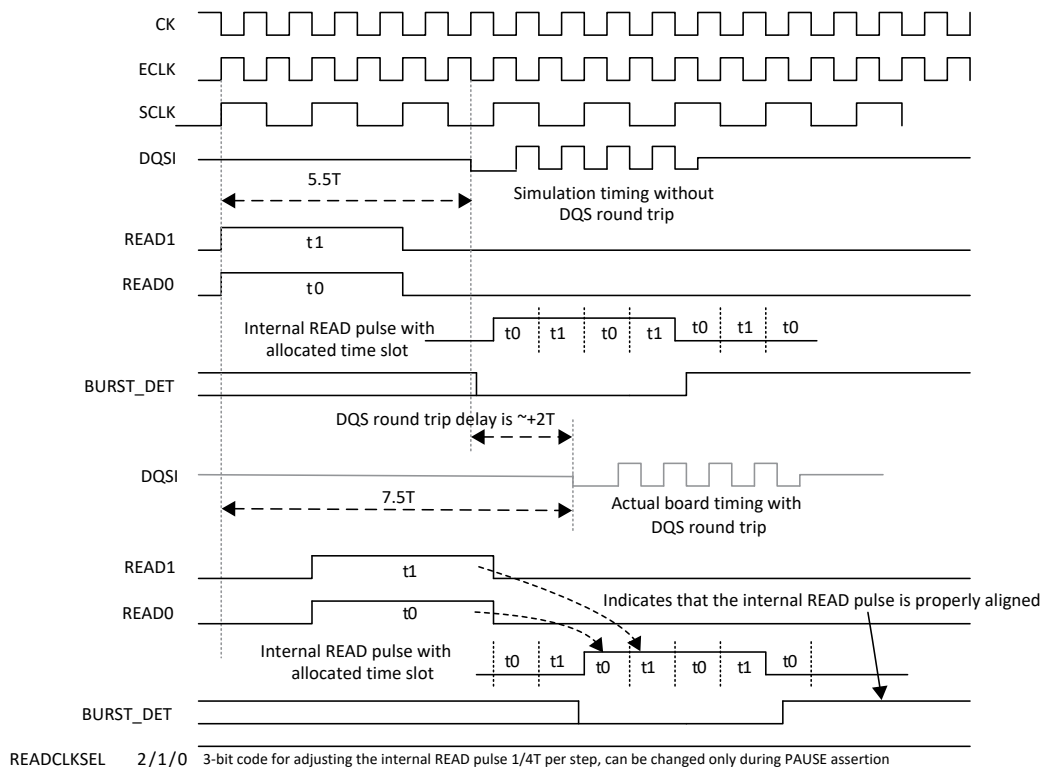 CK
ECLK
SCLK
DQSI
5.5T
Simulation timing without
DQS round trip
READ1
t1
READ0
t0
Internal READ pulse with
allocated time slot
t0 t1 t0 t1 t0 t1 t0
BURST_DET
DQS round trip delay is ~+2T
DQSI
7.5T
Actual board timing with
DQS round trip
READ1
t1
READ0
t0
Indicates that the internal READ pulse is properly aligned
Internal READ pulse with
allocated time slot
t0 t1 t0 t1 t0 t1 t0
BURST_DET
READCLKSEL 2/1/0 3-bit code for adjusting the internal READ pulse 1/4T per step, can be changed only during PAUSE assertion